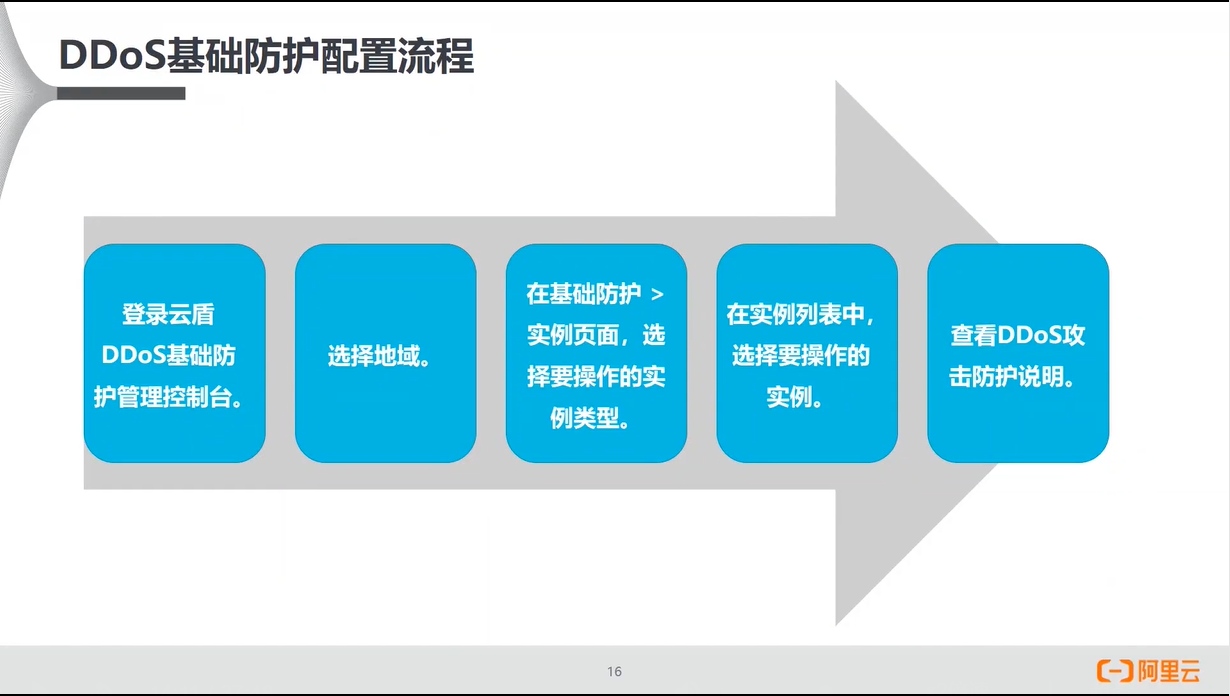 DDoS基础防护配置流程
登录云盾
DDoS基础防
护管理控制台。
选择地域。
在基础防护 >
实例页面，选
择要操作的实
例类型。
在实例列表中，
选择要操作的
实例。
查看DDoS攻
击防护说明。
16
阿里云